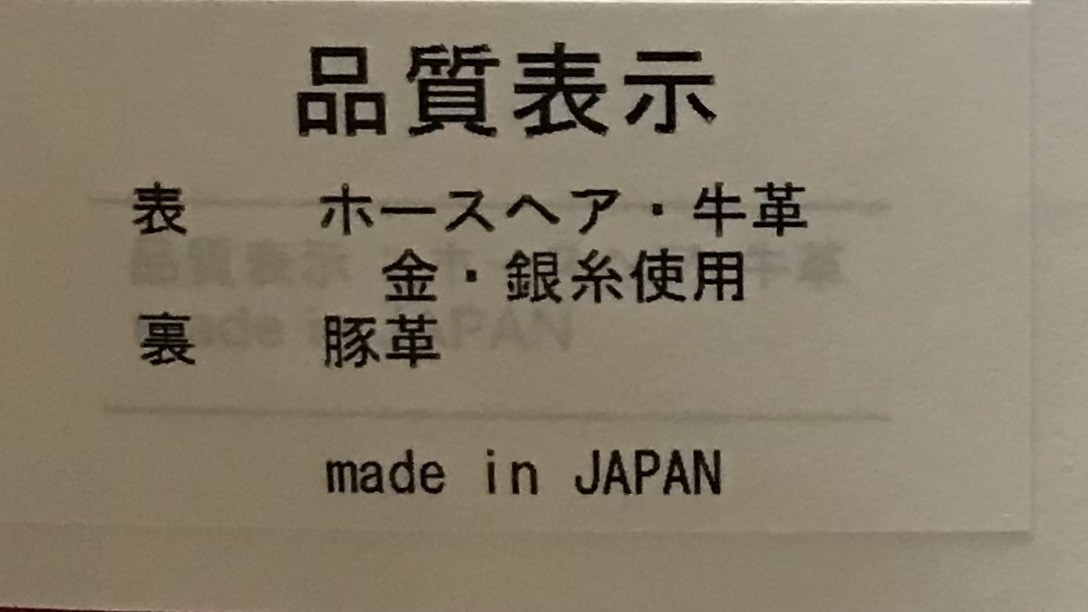 品質表示
表 ホースヘア・牛革
金・銀糸使用
裏 豚革
made in JAPAN